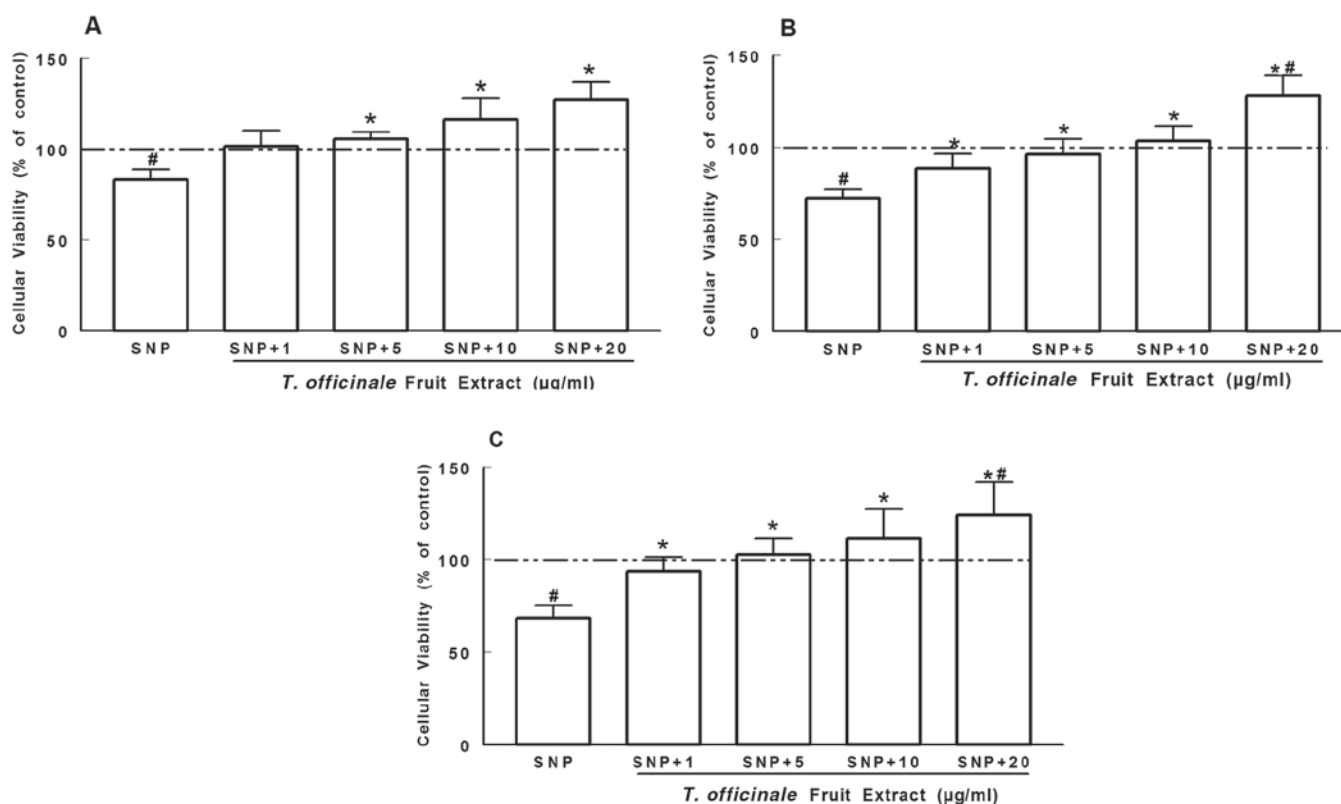 A
Cellular Viability (% of control)
150
100
50
0
#
*
*
*
SNP
SNP+1
SNP+5
SNP+10
SNP+20
T. officinale Fruit Extract (µg/ml)
B
Cellular Viability (% of control)
150
100
50
0
#
*
*
*
*#
SNP
SNP+1
SNP+5
SNP+10
SNP+20
T. officinale Fruit Extract (µg/ml)
C
Cellular Viability (% of control)
150
100
50
0
#
*
*
*
*#
SNP
SNP+1
SNP+5
SNP+10
SNP+20
T. officinale Fruit Extract (µg/ml)